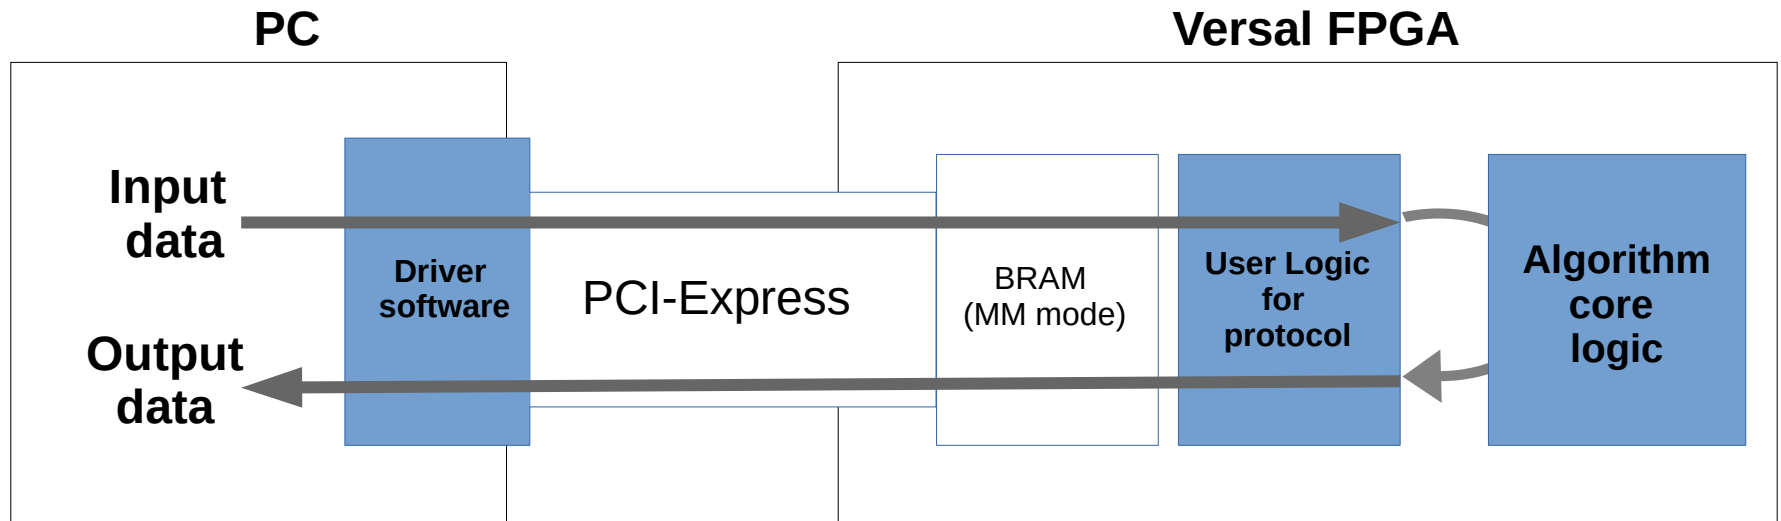 PC
Versal FPGA
Input
data
Output
data
Driver
software
PCI-Express
BRAM
(MM mode)
User Logic
for
protocol
Algorithm
core
logic